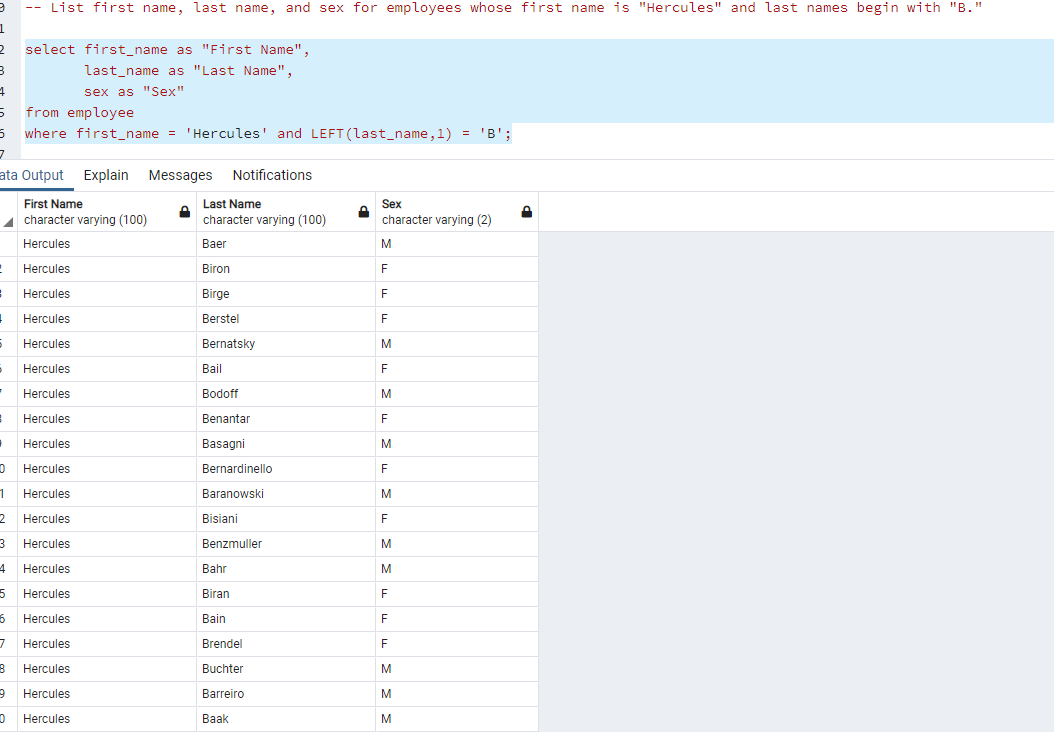 -- List first name, last name, and sex for employees whose first name is "Hercules" and last names begin with "B."
1
2 select first_name as "First Name",
3 last_name as "Last Name",
4 sex as "Sex"
5 from employee
6 where first_name = 'Hercules' and LEFT(last_name,1) = 'B';
7
ata Output Explain Messages Notifications
First Name Last Name Sex
character varying (100) character varying (100) character varying (2)
Hercules Baer M
2 Hercules Biron F
3 Hercules Birge F
4 Hercules Berstel F
5 Hercules Bernatsky M
6 Hercules Bail F
7 Hercules Bodoff M
8 Hercules Benantar F
9 Hercules Basagni M
0 Hercules Bernardinello F
1 Hercules Baranowski M
2 Hercules Bisiani F
3 Hercules Benzmuller M
4 Hercules Bahr M
5 Hercules Biran F
6 Hercules Bain F
7 Hercules Brendel F
8 Hercules Buchter M
9 Hercules Barreiro M
0 Hercules Baak M